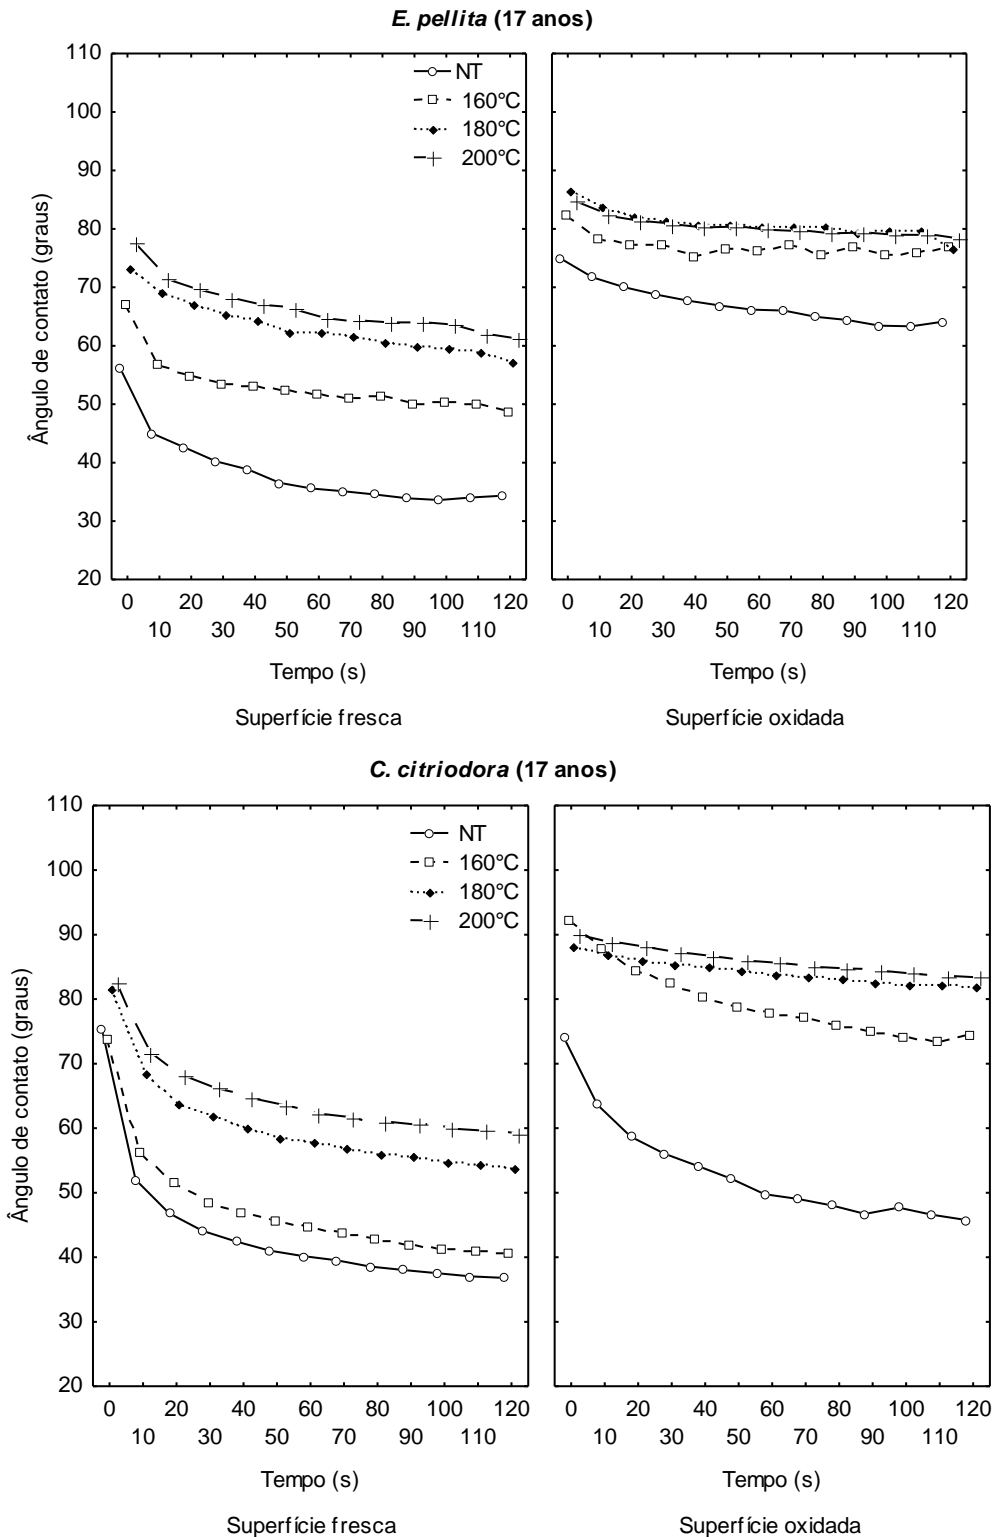 E. pellita (17 anos)
110
100
90
80
70
60
50
40
30
20
Ângulo de contato (graus)
NT
160°C
180°C
200°C
0 20 40 60 80 100 120
10 30 50 70 90 110
Tempo (s)
Superfície fresca
0 20 40 60 80 100 120
10 30 50 70 90 110
Tempo (s)
Superfície oxidada
C. citriodora (17 anos)
110
100
90
80
70
60
50
40
30
20
Ângulo de contato (graus)
NT
160°C
180°C
200°C
0 20 40 60 80 100 120
10 30 50 70 90 110
Tempo (s)
Superfície fresca
0 20 40 60 80 100 120
10 30 50 70 90 110
Tempo (s)
Superfície oxidada